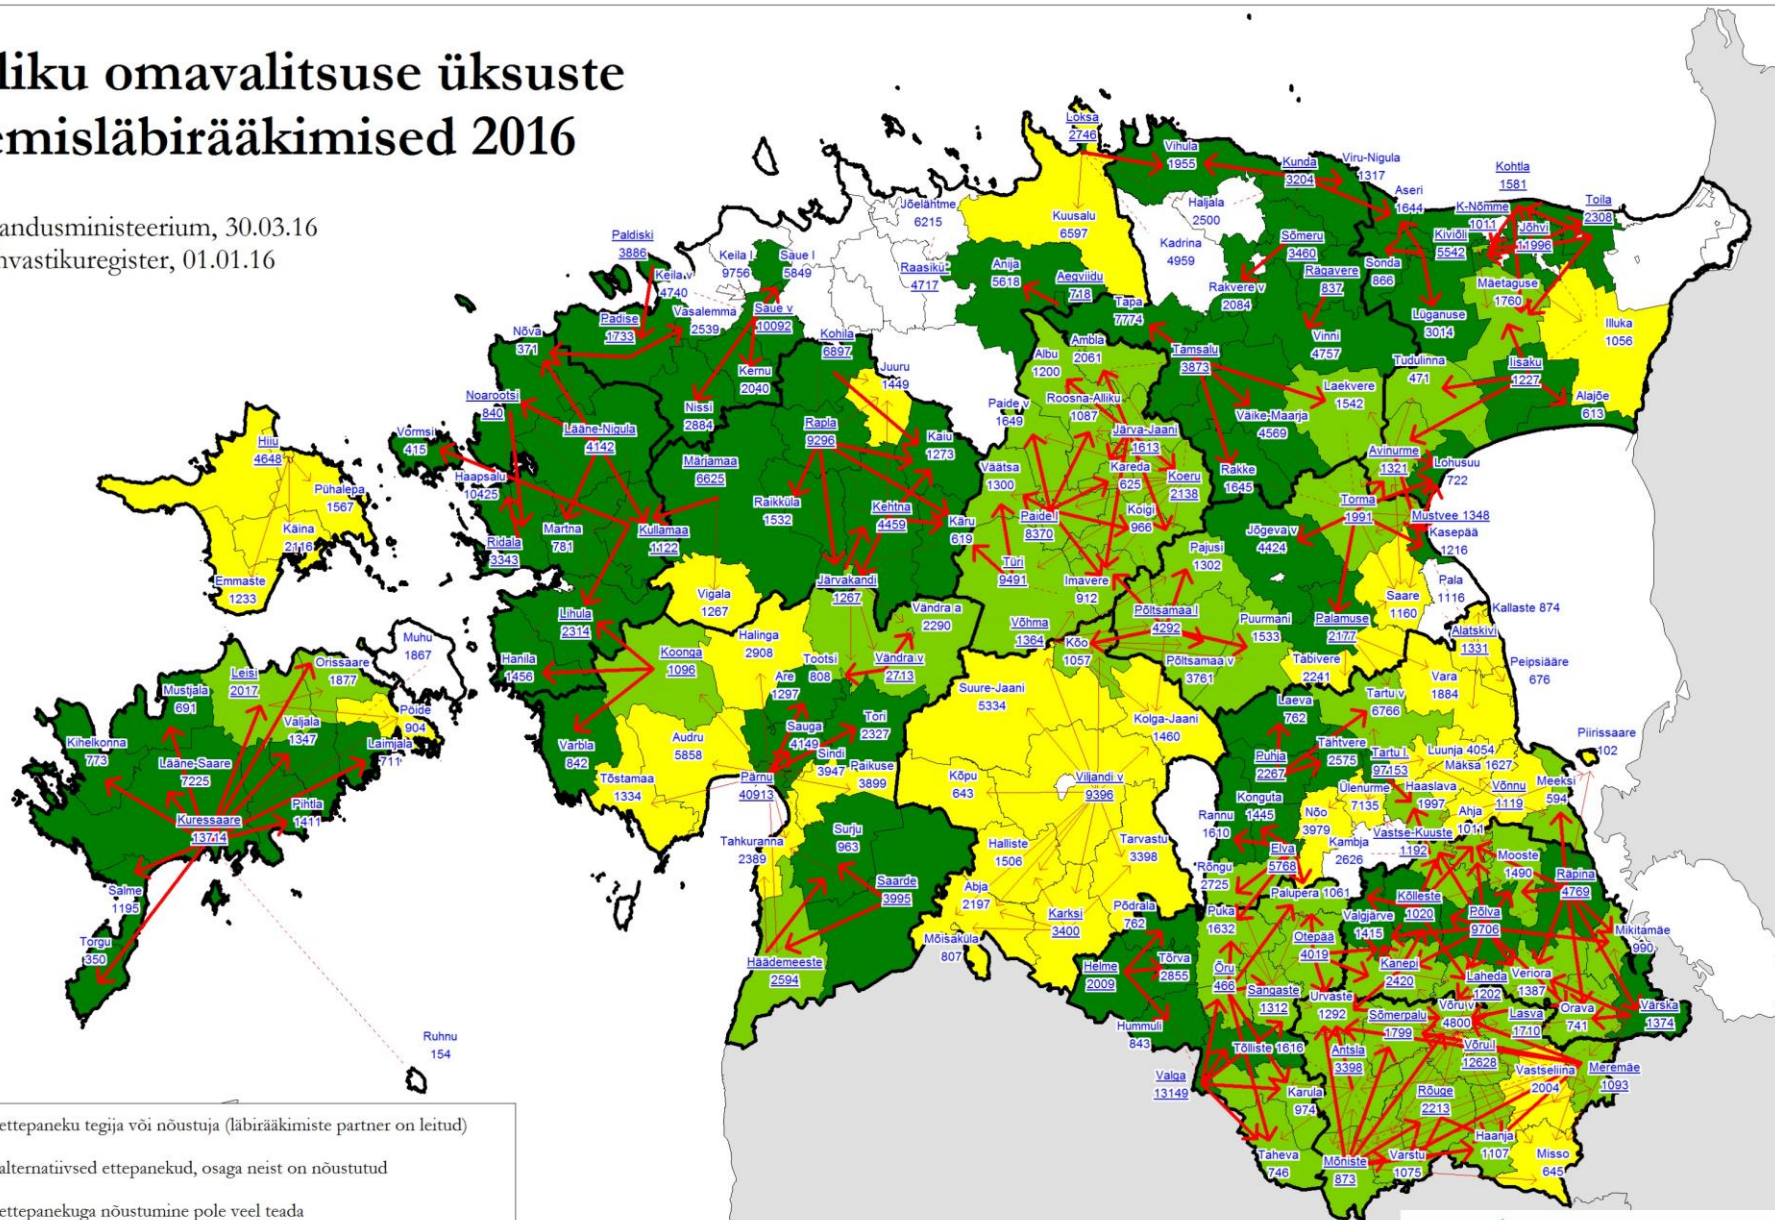 liku omavalitsuse üksuste
emisläbirääkimised 2016
andusministeerium, 30.03.16
hvastikuregister, 01.01.16
Loksa
2746
Vihula
1955
Kunda
3204
Viru-Nigula
1317
Kohtla
1581
Aseri
1644
K-Nõmme
1011
Toila
2308
Jõelähtme
6215
Kuusalu
6597
Haljala
2500
Kiviõli
5542
Jõhvi
11996
Paldiski
3886
Keila l
9756
Saue l
5849
Raasiku
4717
Anija
5618
Aegviidu
718
Kadrina
4959
Sõmeru
3460
Rägavere
837
Sonda
866
Mäetaguse
1760
Keila v
4740
Vasalemma
2539
Saue v
10092
Tapa
7774
Rakvere v
2084
Lüganuse
3014
Illuka
1056
Nõva
371
Padise
1733
Kohila
6897
Ambla
2061
Albu
1200
Tamsalu
3873
Vinni
4757
Tudulinna
471
Iisaku
1227
Kernu
2040
Juuru
1449
Noarootsi
840
Nissi
2884
Paide v
1649
Roosna-Alliku
1087
Väike-Maarja
4569
Laekvere
1542
Alajõe
613
Vormsi
415
Lääne-Nigula
4142
Rapla
9296
Kaiu
1273
Järva-Jaani
1613
Avinurme
1321
Hiiu
4648
Pühalepa
1567
Haapsalu
10425
Märjamaa
6625
Väätsa
1300
Kareda
625
Koeru
2138
Rakke
1645
Lohusuu
722
Käina
2116
Martna
781
Raikküla
1532
Kehtna
4459
Käru
619
Paide l
8370
Koigi
966
Torma
1991
Mustvee 1348
Kasepää
1216
Emmaste
1233
Ridala
3343
Kullamaa
1122
Türi
9491
Imavere
912
Pajusi
1302
Jõgeva v
4424
Saare
1160
Pala
1116
Kallaste 874
Vigala
1267
Järvakandi
1267
Vändra a
2290
Võhma
1364
Põltsamaa l
4292
Puurmani
1533
Palamuse
2177
Alatskivi
1331
Lihula
2314
Halinga
2908
Kõo
1057
Põltsamaa v
3761
Tabivere
2241
Vara
1884
Peipsiääre
676
Muhu
1867
Orissaare
1877
Hanila
1456
Koonga
1096
Tootsi
808
Vändra v
2713
Leisi
2017
Mustjala
691
Are
1297
Suure-Jaani
5334
Laeva
762
Tartu v
6766
Pöide
904
Valjala
1347
Laimjala
711
Varbla
842
Audru
5858
Sauga
4149
Tori
2327
Kolga-Jaani
1460
Tähtvere
2575
Tartu l
97153
Luunja 4054
Mäksa 1627
Piirissaare
102
Kihelkonna
773
Lääne-Saare
7225
Sindi
3947
Paikuse
3899
Puhja
2267
Tõstamaa
1334
Pärnu
40913
Kõpu
643
Viljandi v
9396
Konguta
1445
Ülenurme
7135
Haaslava
1997
Võnnu
1119
Meeksi
594
Pihtla
1411
Kuressaare
13714
Rannu
1610
Nõo
3979
Kambja
2626
Vastse-Kuuste
1192
Ahja
1011
Tahkuranna
2389
Surju
963
Halliste
1506
Tarvastu
3398
Elva
5768
Mooste
1490
Räpina
4769
Salme
1195
Saarde
3995
Abja
2197
Karksi
3400
Rõngu
2725
Palupera 1061
Kõlleste
1020
Põlva
9706
Põdrala
762
Puka
1632
Valgjärve
1415
Mikitamäe
990
Torgu
350
Häädemeeste
2594
Mõisaküla
807
Helme
2009
Tõrva
2855
Õru
466
Otepää
4019
Kanepi
2420
Laheda
1202
Veriora
1387
Värska
1374
Hummuli
843
Sangaste
1312
Urvaste
1292
Sõmerpalu
1799
Võru v
4800
Lasva
1710
Orava
741
Ruhnu
154
Tõlliste 1616
Antsla
3398
Võru l
12628
Vastseliina
2004
Meremäe
1093
Valga
13149
Karula
974
Rõuge
2213
Haanja
1107
Misso
645
Taheva
746
Mõniste
873
Varstu
1075
ettepaneku tegija või nõustuja (läbirääkimiste partner on leitud)
alternatiivsed ettepanekud, osaga neist on nõustutud
ettepanekuga nõustumine pole veel teada